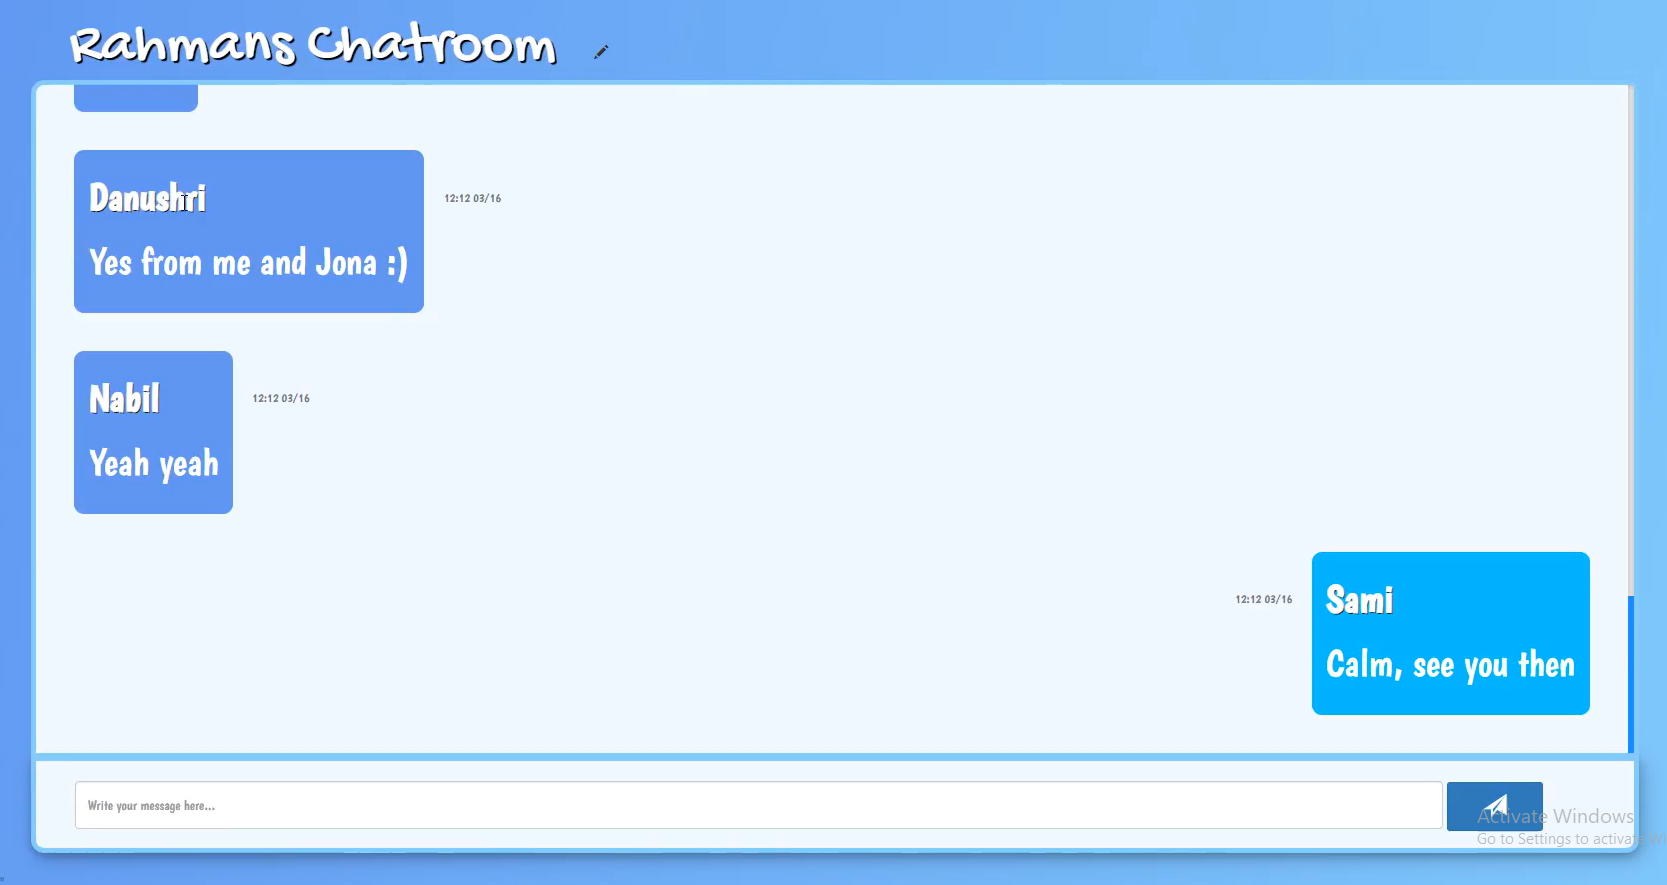 Rahmans Chatroom
Danushri
12:12 03/16
Yes from me and Jona :)
Nabil
12:12 03/16
Yeah yeah
12:12 03/16
Sami
Calm, see you then
Write your message here...
Activate Windows
Go to Settings to activate Wi